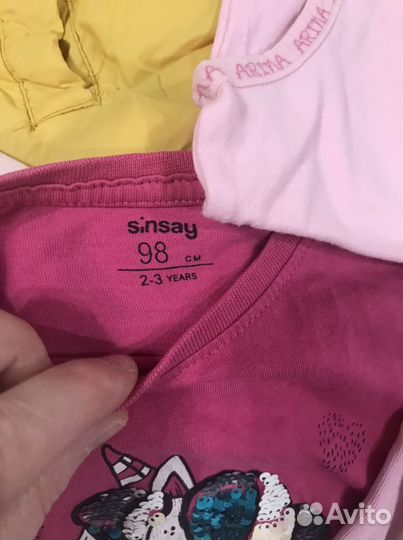 A ARINA ARINA A
sinsay
98 CM
2-3 YEARS
Avito